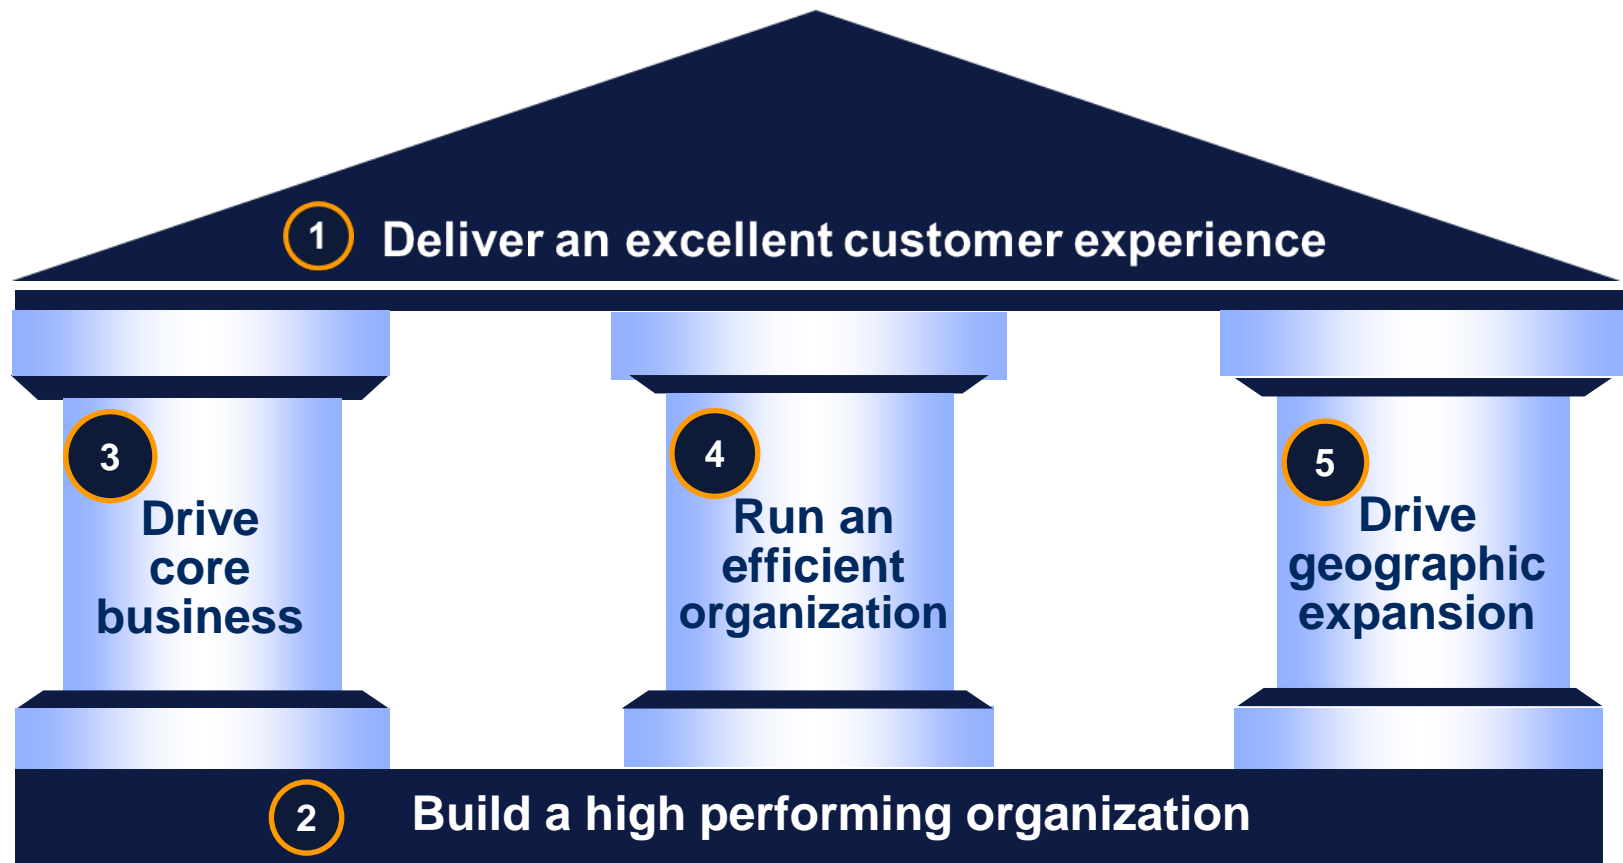 1 Deliver an excellent customer experience
3
Drive
core
business
4
Run an
efficient
organization
5
Drive
geographic
expansion
2 Build a high performing organization